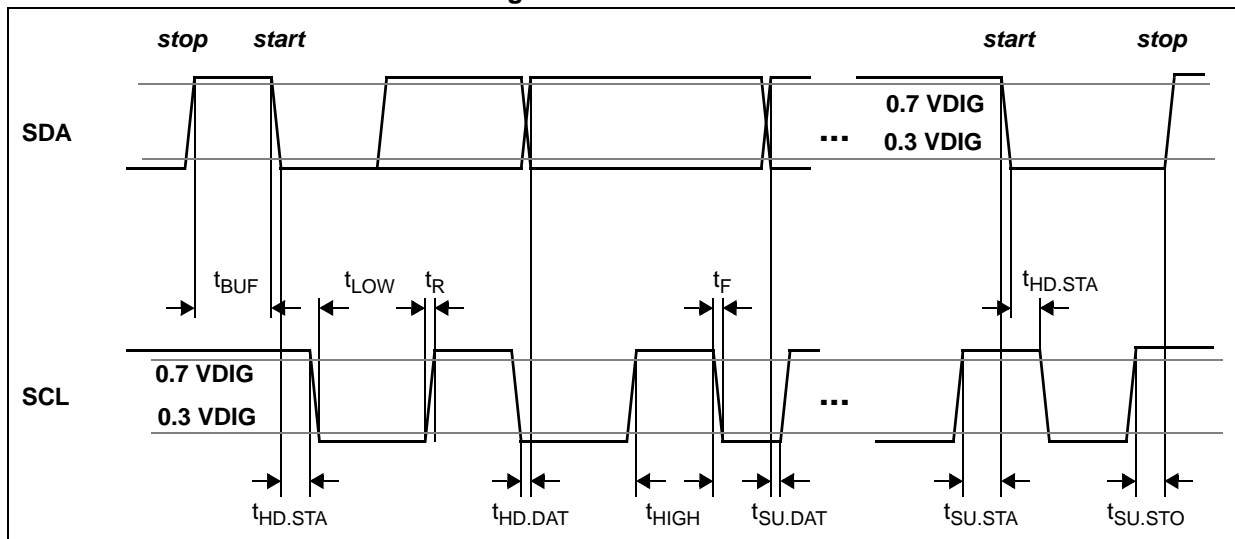 stop start start stop
SDA
0.7 VDIG
0.3 VDIG
...
tBUF tLOW tR tF tHD.STA
SCL
0.7 VDIG
0.3 VDIG
...
tHD.STA tHD.DAT tHIGH tSU.DAT tSU.STA tSU.STO